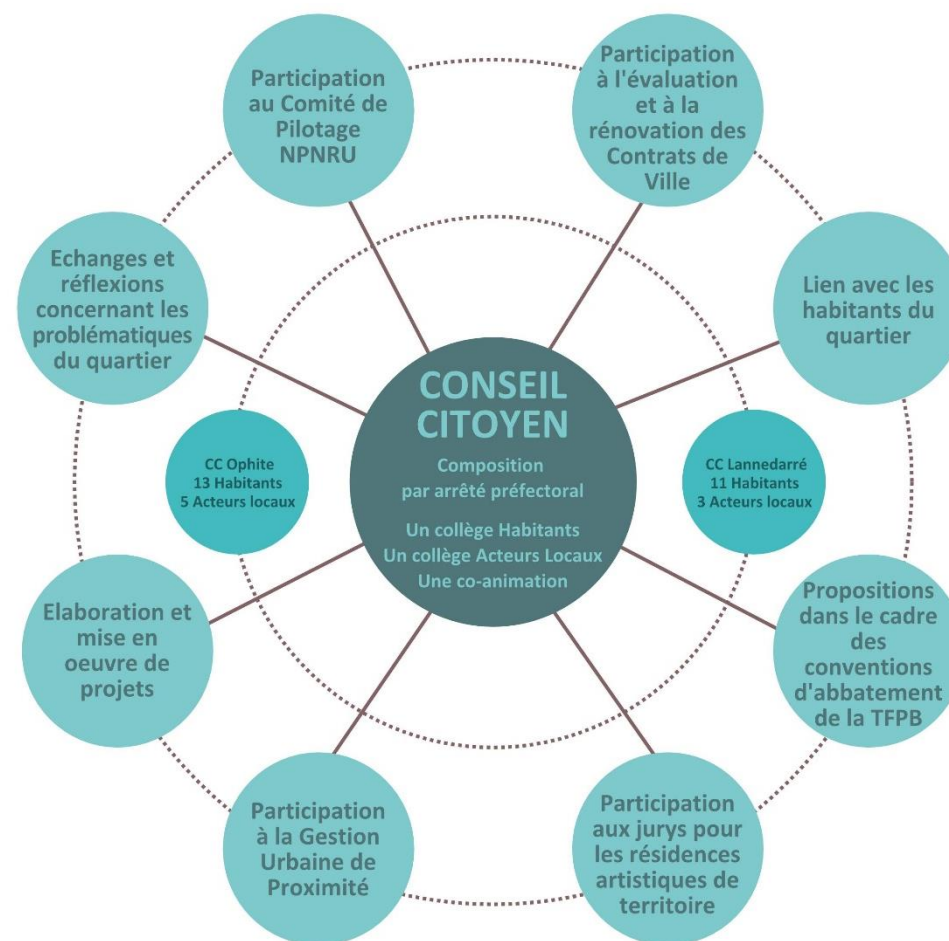 Participation
au Comité de
Pilotage
NPNRU
Participation
à l'évaluation
et à la
rénovation des
Contrats de
Ville
Echanges et
réflexions
concernant les
problématiques
du quartier
Lien avec les
habitants du
quartier
CONSEIL
CITOYEN
Composition
par arrêté préfectoral
Un collège Habitants
Un collège Acteurs Locaux
Une co-animation
CC Ophite
13 Habitants
5 Acteurs locaux
CC Lannedarré
11 Habitants
3 Acteurs locaux
Elaboration et
mise en
oeuvre de
projets
Propositions
dans le cadre
des
conventions
d'abbatement
de la TFPB
Participation
à la Gestion
Urbaine de
Proximité
Participation
aux jurys pour
les résidences
artistiques de
territoire